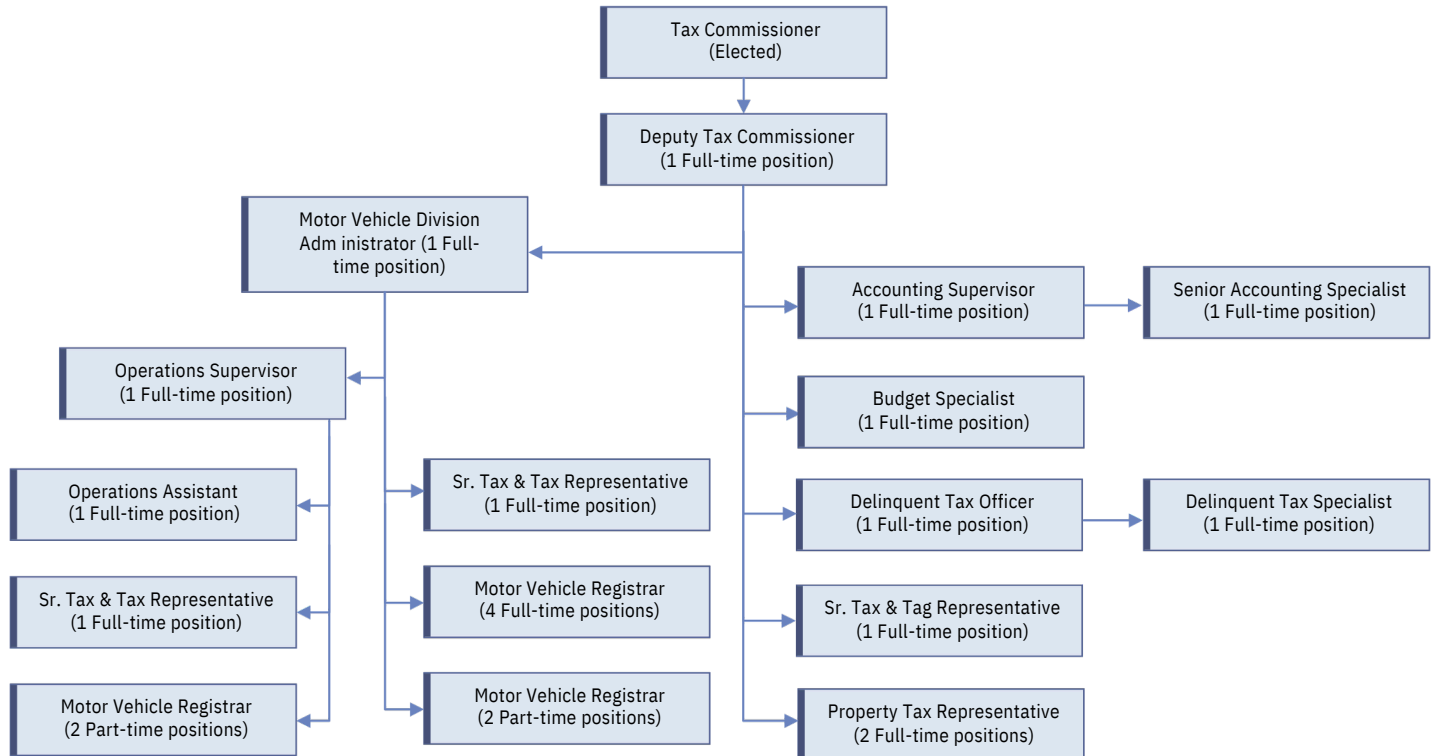 Tax Commissioner
(Elected)
Deputy Tax Commissioner
(1 Full-time position)
Motor Vehicle Division
Adm inistrator (1 Full-
time position)
Accounting Supervisor
(1 Full-time position)
Senior Accounting Specialist
(1 Full-time position)
Operations Supervisor
(1 Full-time position)
Budget Specialist
(1 Full-time position)
Operations Assistant
(1 Full-time position)
Sr. Tax & Tax Representative
(1 Full-time position)
Delinquent Tax Officer
(1 Full-time position)
Delinquent Tax Specialist
(1 Full-time position)
Sr. Tax & Tax Representative
(1 Full-time position)
Motor Vehicle Registrar
(4 Full-time positions)
Sr. Tax & Tag Representative
(1 Full-time position)
Motor Vehicle Registrar
(2 Part-time positions)
Motor Vehicle Registrar
(2 Part-time positions)
Property Tax Representative
(2 Full-time positions)